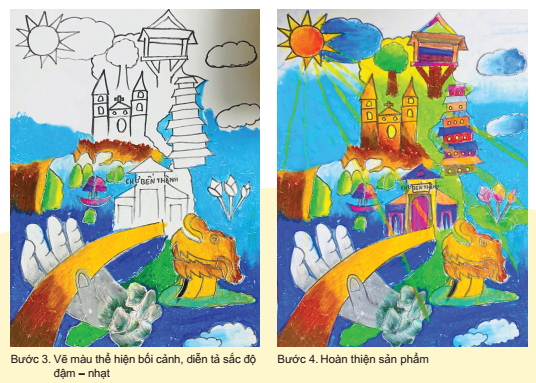 CHỢ BẾN THÀNH
CHỢ BẾN THÀNH
Bước 3. Vẽ màu thể hiện bối cảnh, diễn tả sắc độ
đậm – nhạt
Bước 4. Hoàn thiện sản phẩm